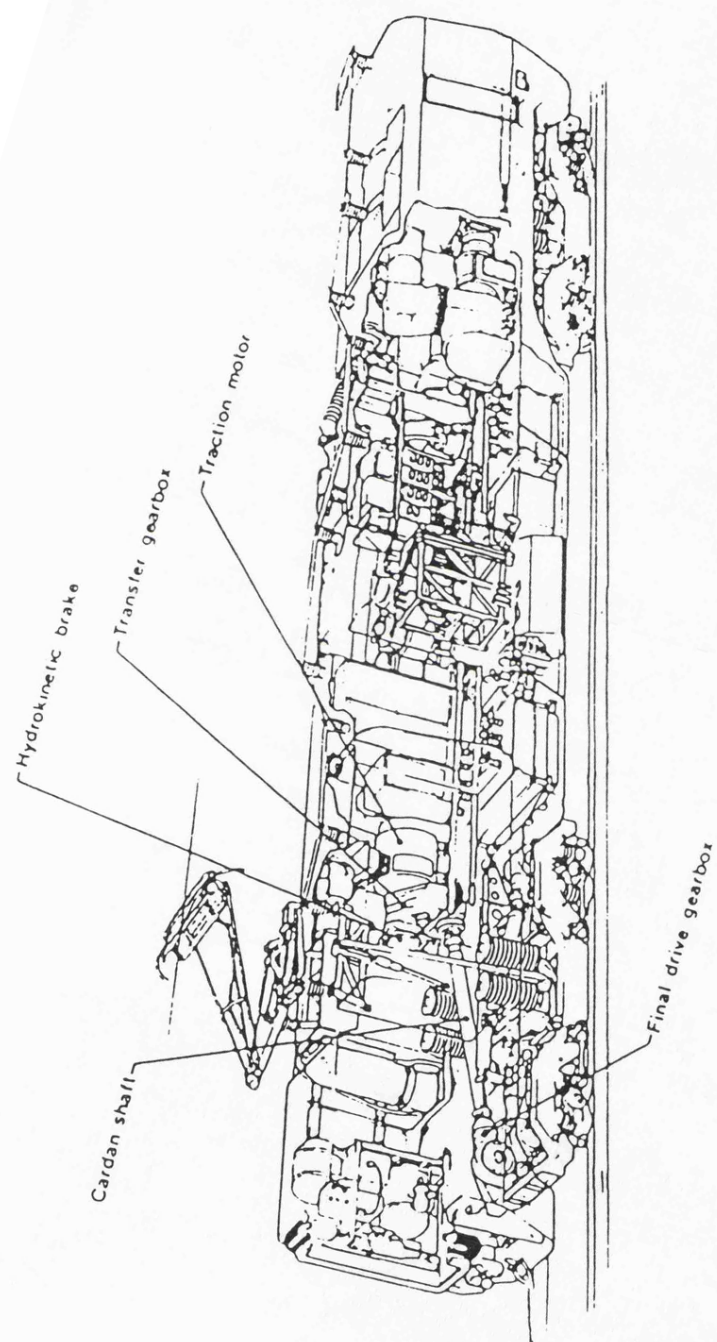 Hydrokinetic brake
Transfer gearbox
Traction motor
Cardan shaft
Final drive gearbox